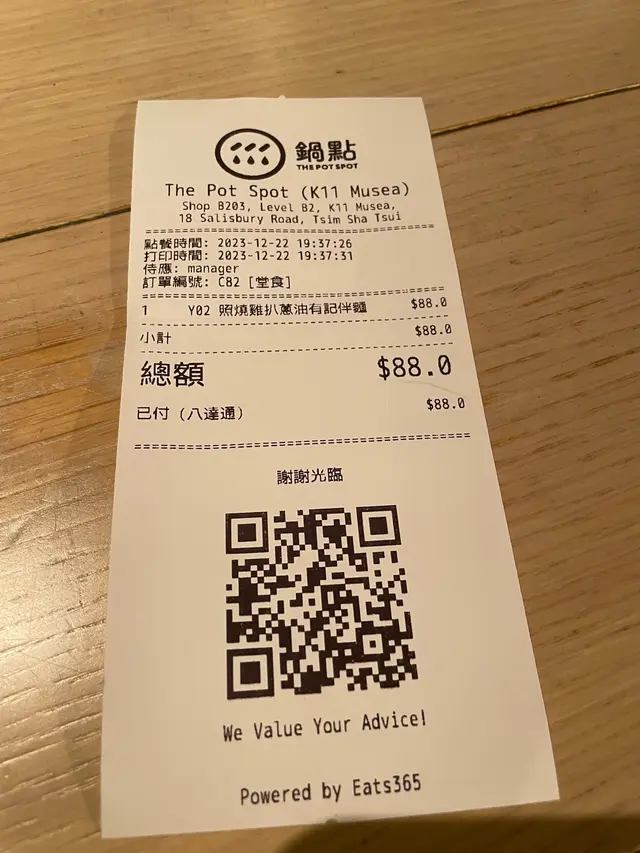 鍋點
THE POT SPOT
The Pot Spot (K11 Musea)
Shop B203, Level B2, K11 Musea,
18 Salisbury Road, Tsim Sha Tsui
點餐時間: 2023-12-22 19:37:26
打印時間: 2023-12-22 19:37:31
侍應: manager
訂單編號: C82 [堂食]
1 Y02 照燒雞扒蔥油有記伴麵 $88.0
小計 $88.0
總額 $88.0
已付 (八達通) $88.0
謝謝光臨
We Value Your Advice!
Powered by Eats365